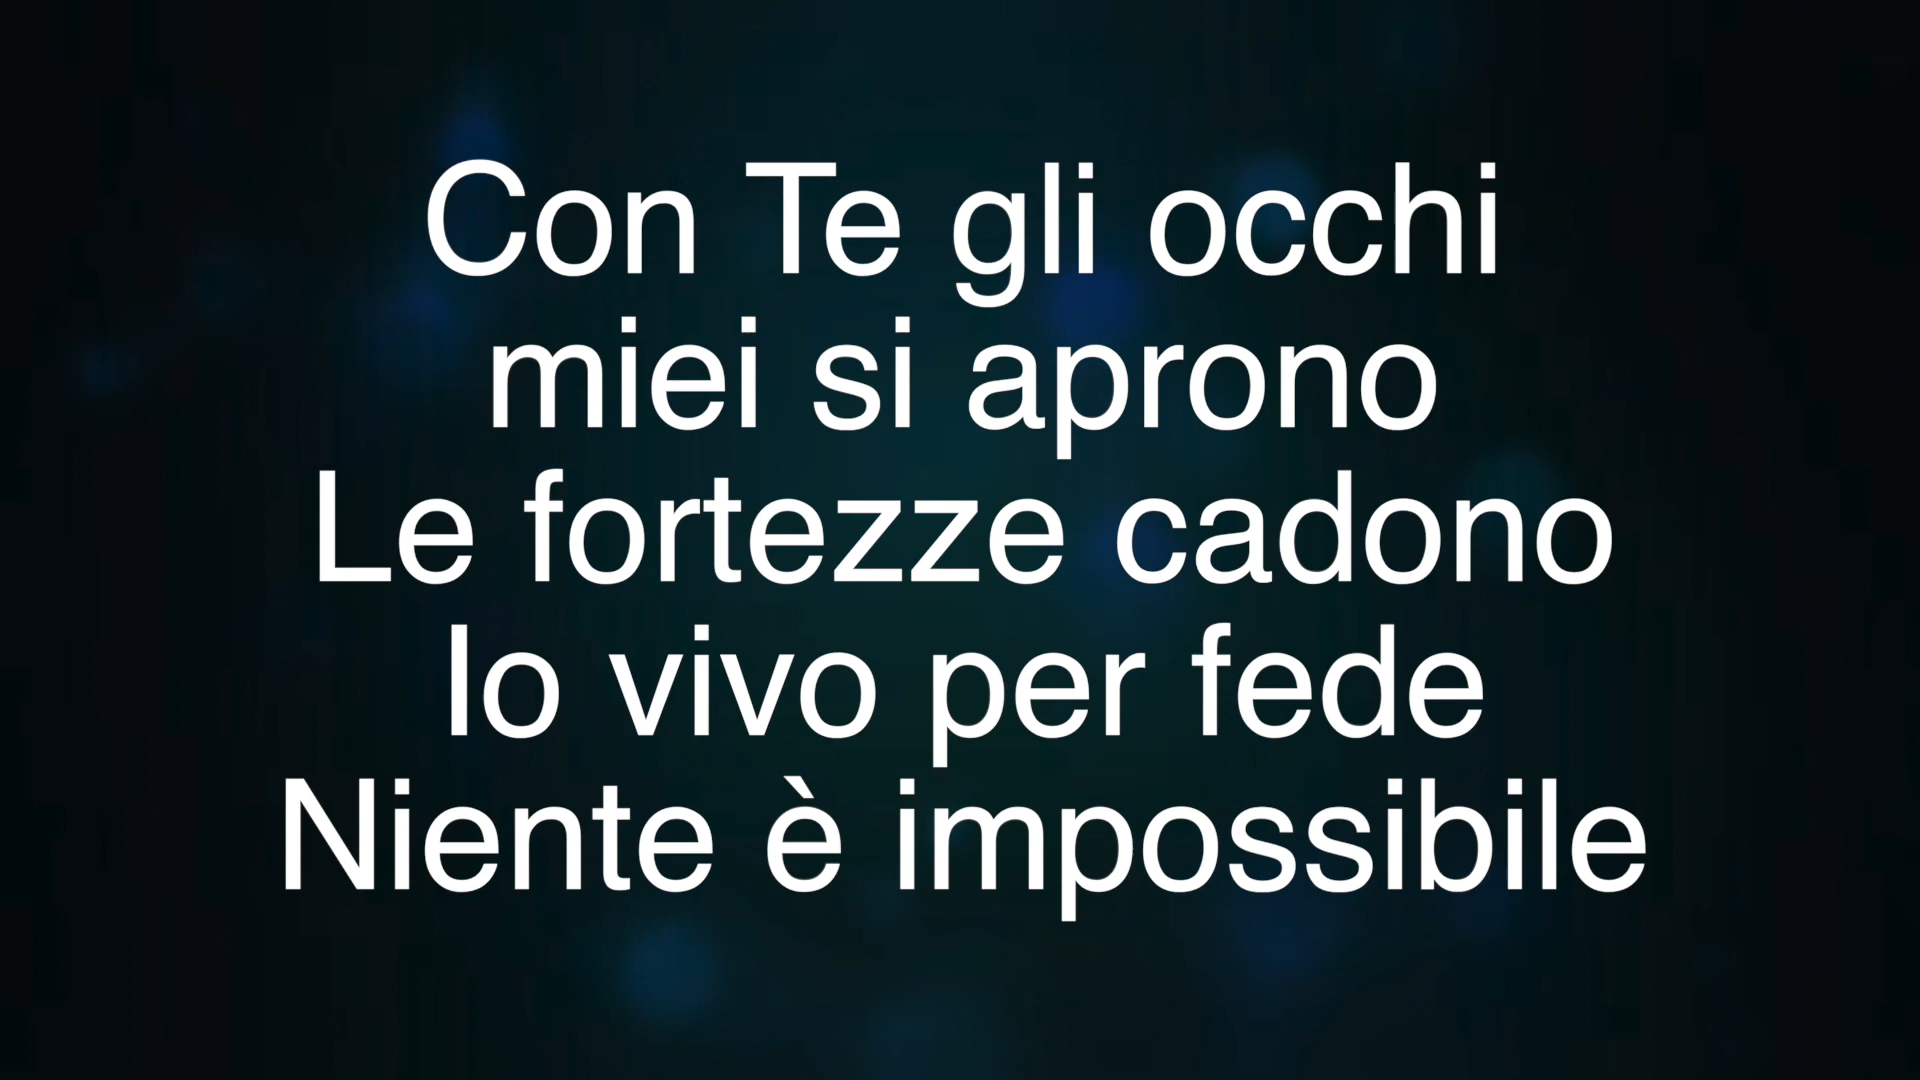 Con Te gli occhi
miei si aprono
Le fortezze cadono
Io vivo per fede
Niente è impossibile